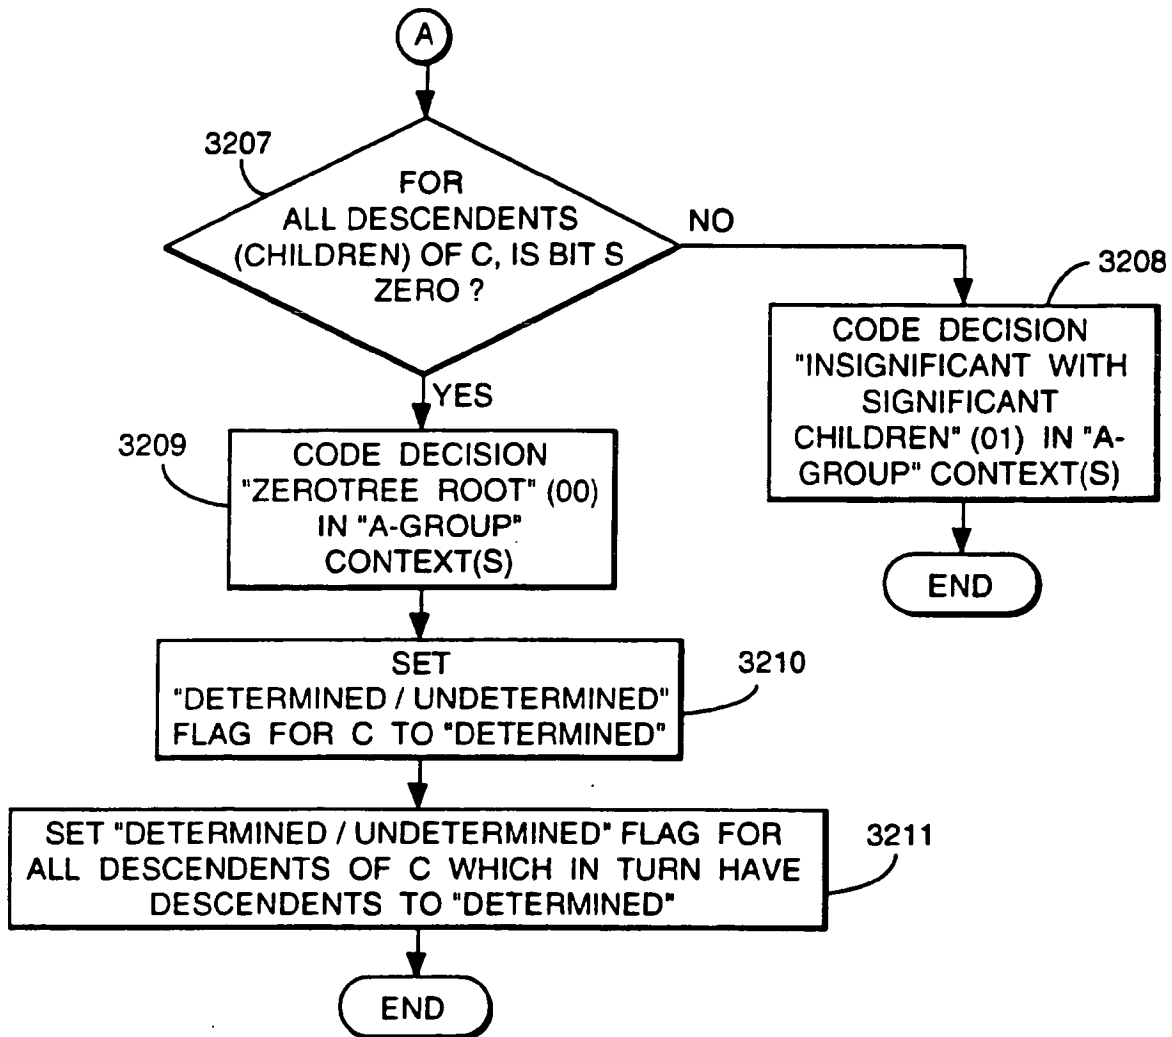 A
3207
FOR
ALL DESCENDENTS
(CHILDREN) OF C, IS BIT S
ZERO ?
NO
YES
3208
CODE DECISION
"INSIGNIFICANT WITH
SIGNIFICANT
CHILDREN" (01) IN "A-
GROUP" CONTEXT(S)
END
3209
CODE DECISION
"ZEROTREE ROOT" (00)
IN "A-GROUP"
CONTEXT(S)
SET
"DETERMINED / UNDETERMINED"
FLAG FOR C TO "DETERMINED"
3210
SET "DETERMINED / UNDETERMINED" FLAG FOR
ALL DESCENDENTS OF C WHICH IN TURN HAVE
DESCENDENTS TO "DETERMINED"
3211
END